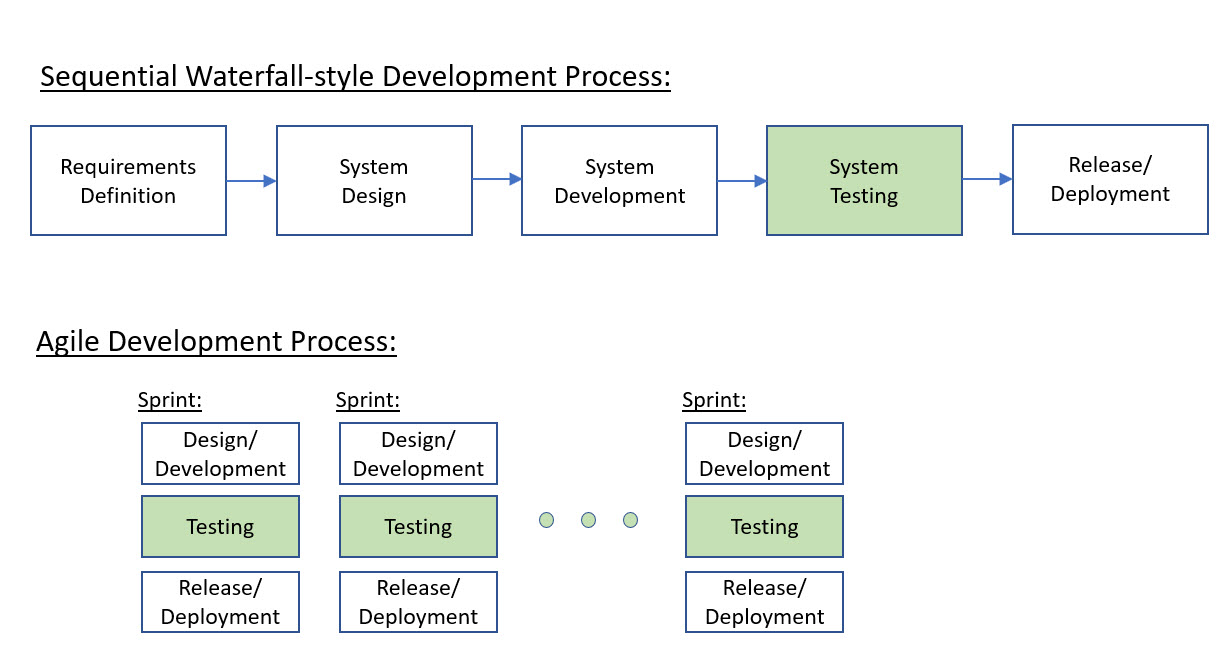 Sequential Waterfall-style Development Process:
Requirements
Definition
System
Design
System
Development
System
Testing
Release/
Deployment
Agile Development Process:
Sprint:
Design/
Development
Testing
Release/
Deployment
Sprint:
Design/
Development
Testing
Release/
Deployment
Sprint:
Design/
Development
Testing
Release/
Deployment